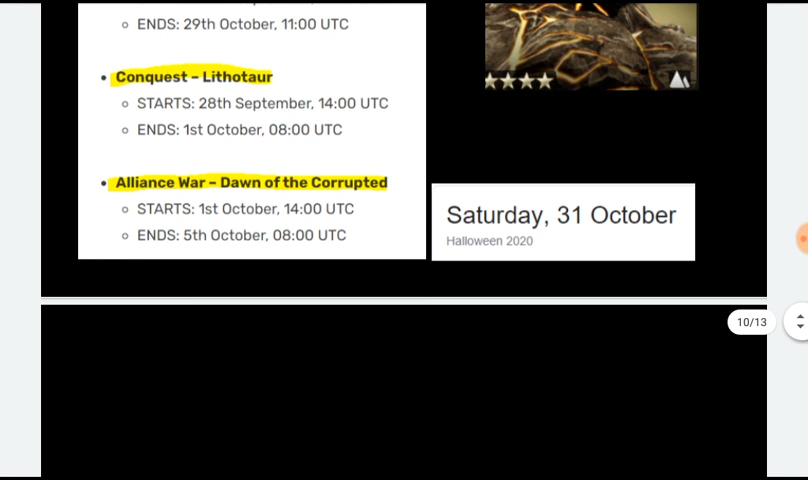 ENDS: 29th October, 11:00 UTC
Conquest – Lithotaur
STARTS: 28th September, 14:00 UTC
ENDS: 1st October, 08:00 UTC
Alliance War – Dawn of the Corrupted
STARTS: 1st October, 14:00 UTC
ENDS: 5th October, 08:00 UTC
Saturday, 31 October
Halloween 2020
10/13